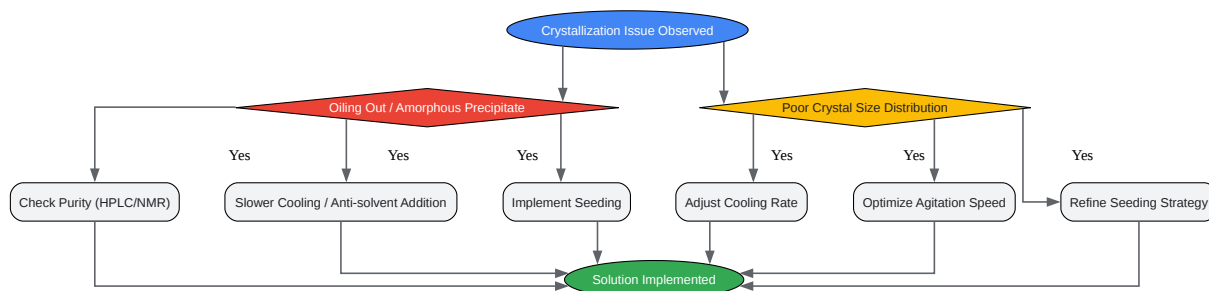 Crystallization Issue Observed
Oiling Out / Amorphous Precipitate
Poor Crystal Size Distribution
Yes
Yes
Yes
Yes
Yes
Yes
Check Purity (HPLC/NMR)
Slower Cooling / Anti-solvent Addition
Implement Seeding
Adjust Cooling Rate
Optimize Agitation Speed
Refine Seeding Strategy
Solution Implemented